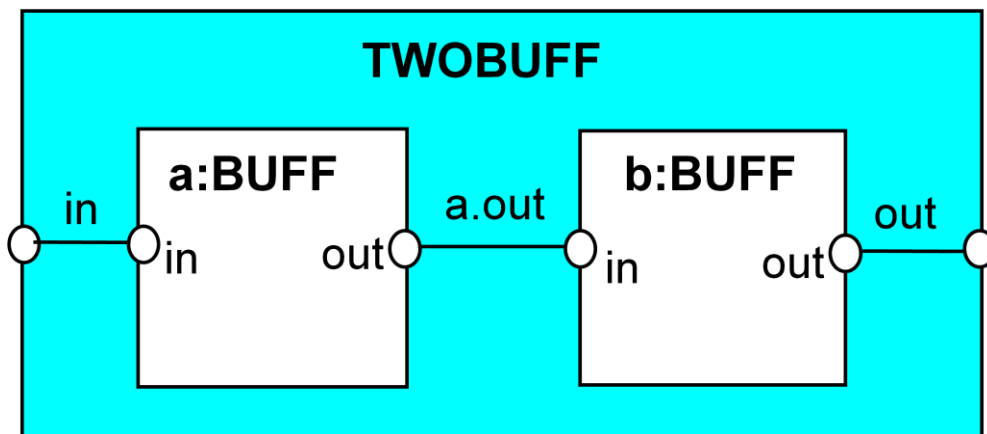 TWOBUFF
a:BUFF
b:BUFF
in
a.out
out
in
out
in
out